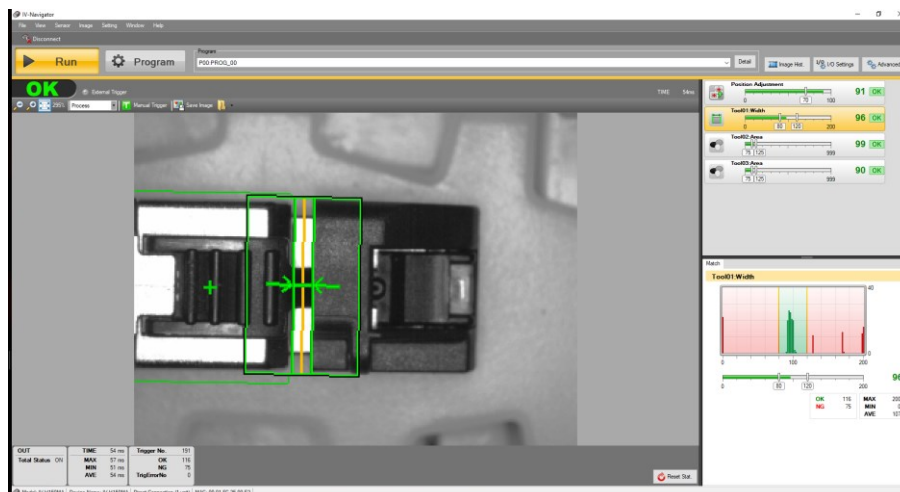 IV-Navigator
File View Sensor Image Setting Window Help
Disconnect
Run
Program
Program
P00:PROG_00
Detail
Image Hist.
I/O Settings
Advanced
OK
External Trigger
TIME 54ms
295%
Process
Manual Trigger
Save Image
Position Adjustment
91 OK
70
0 100
Tool01:Width
96 OK
0 80 120 200
Tool02:Area
99 OK
75 125 999
Tool03:Area
90 OK
75 125 999
Match
Tool01:Width
40
0
0 100 200
96
0 80 120 200
OK 116 MAX 200
NG 75 MIN 0
AVE 107
OUT
Total Status ON
TIME 54 ms
MAX 57 ms
MIN 51 ms
AVE 54 ms
Trigger No. 191
OK 116
NG 75
TrigErrorNo 0
Reset Stat.